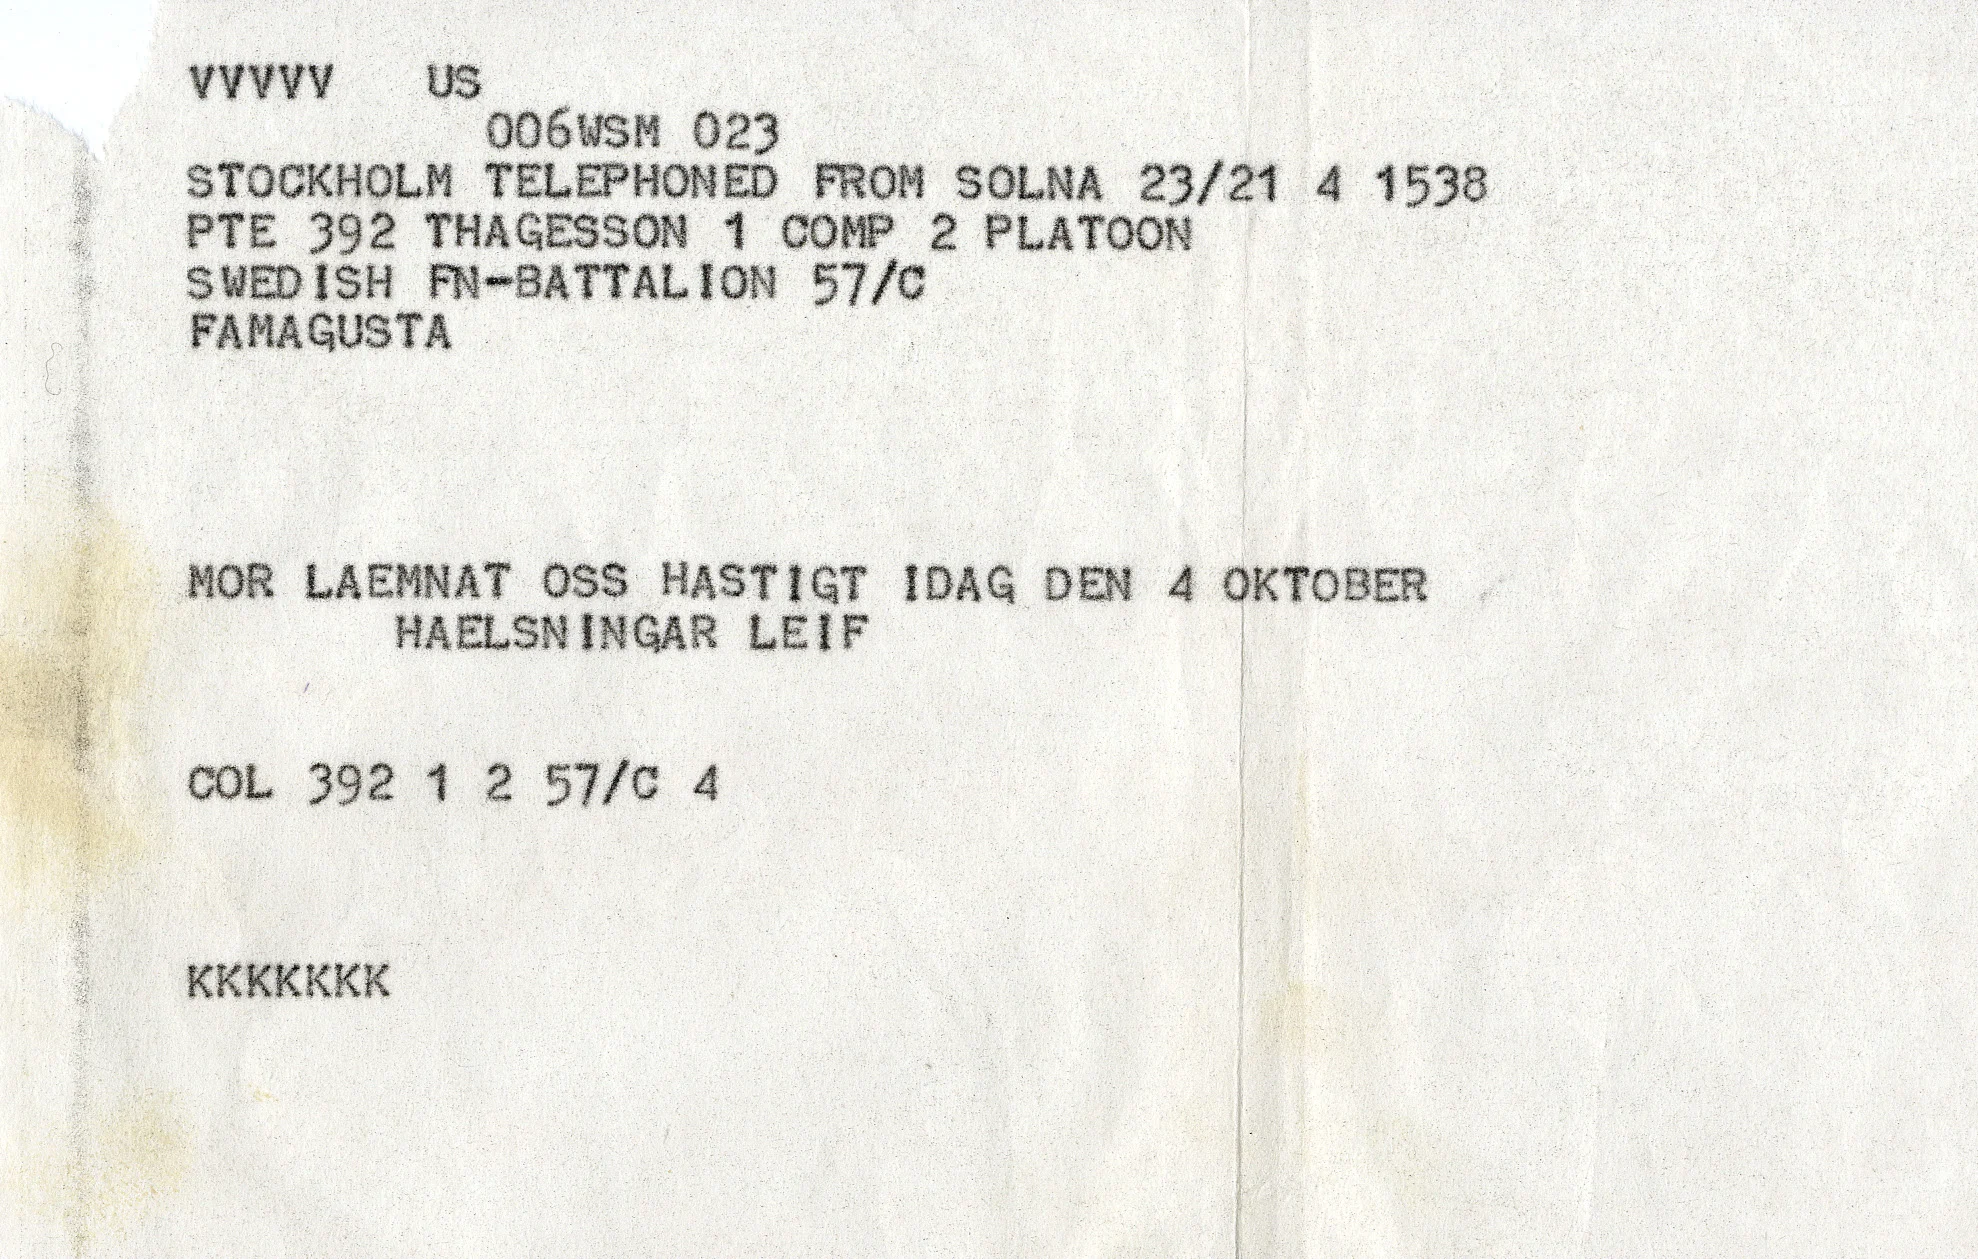 VVVVV US
006WSM 023
STOCKHOLM TELEPHONED FROM SOLNA 23/21 4 1538
PTE 392 THAGESSON 1 COMP 2 PLATOON
SWEDISH FN-BATTALION 57/C
FAMAGUSTA
MOR LAEMNAT OSS HASTIGT IDAG DEN 4 OKTOBER
HAELSNINGAR LEIF
COL 392 1 2 57/C 4
KKKKKKK